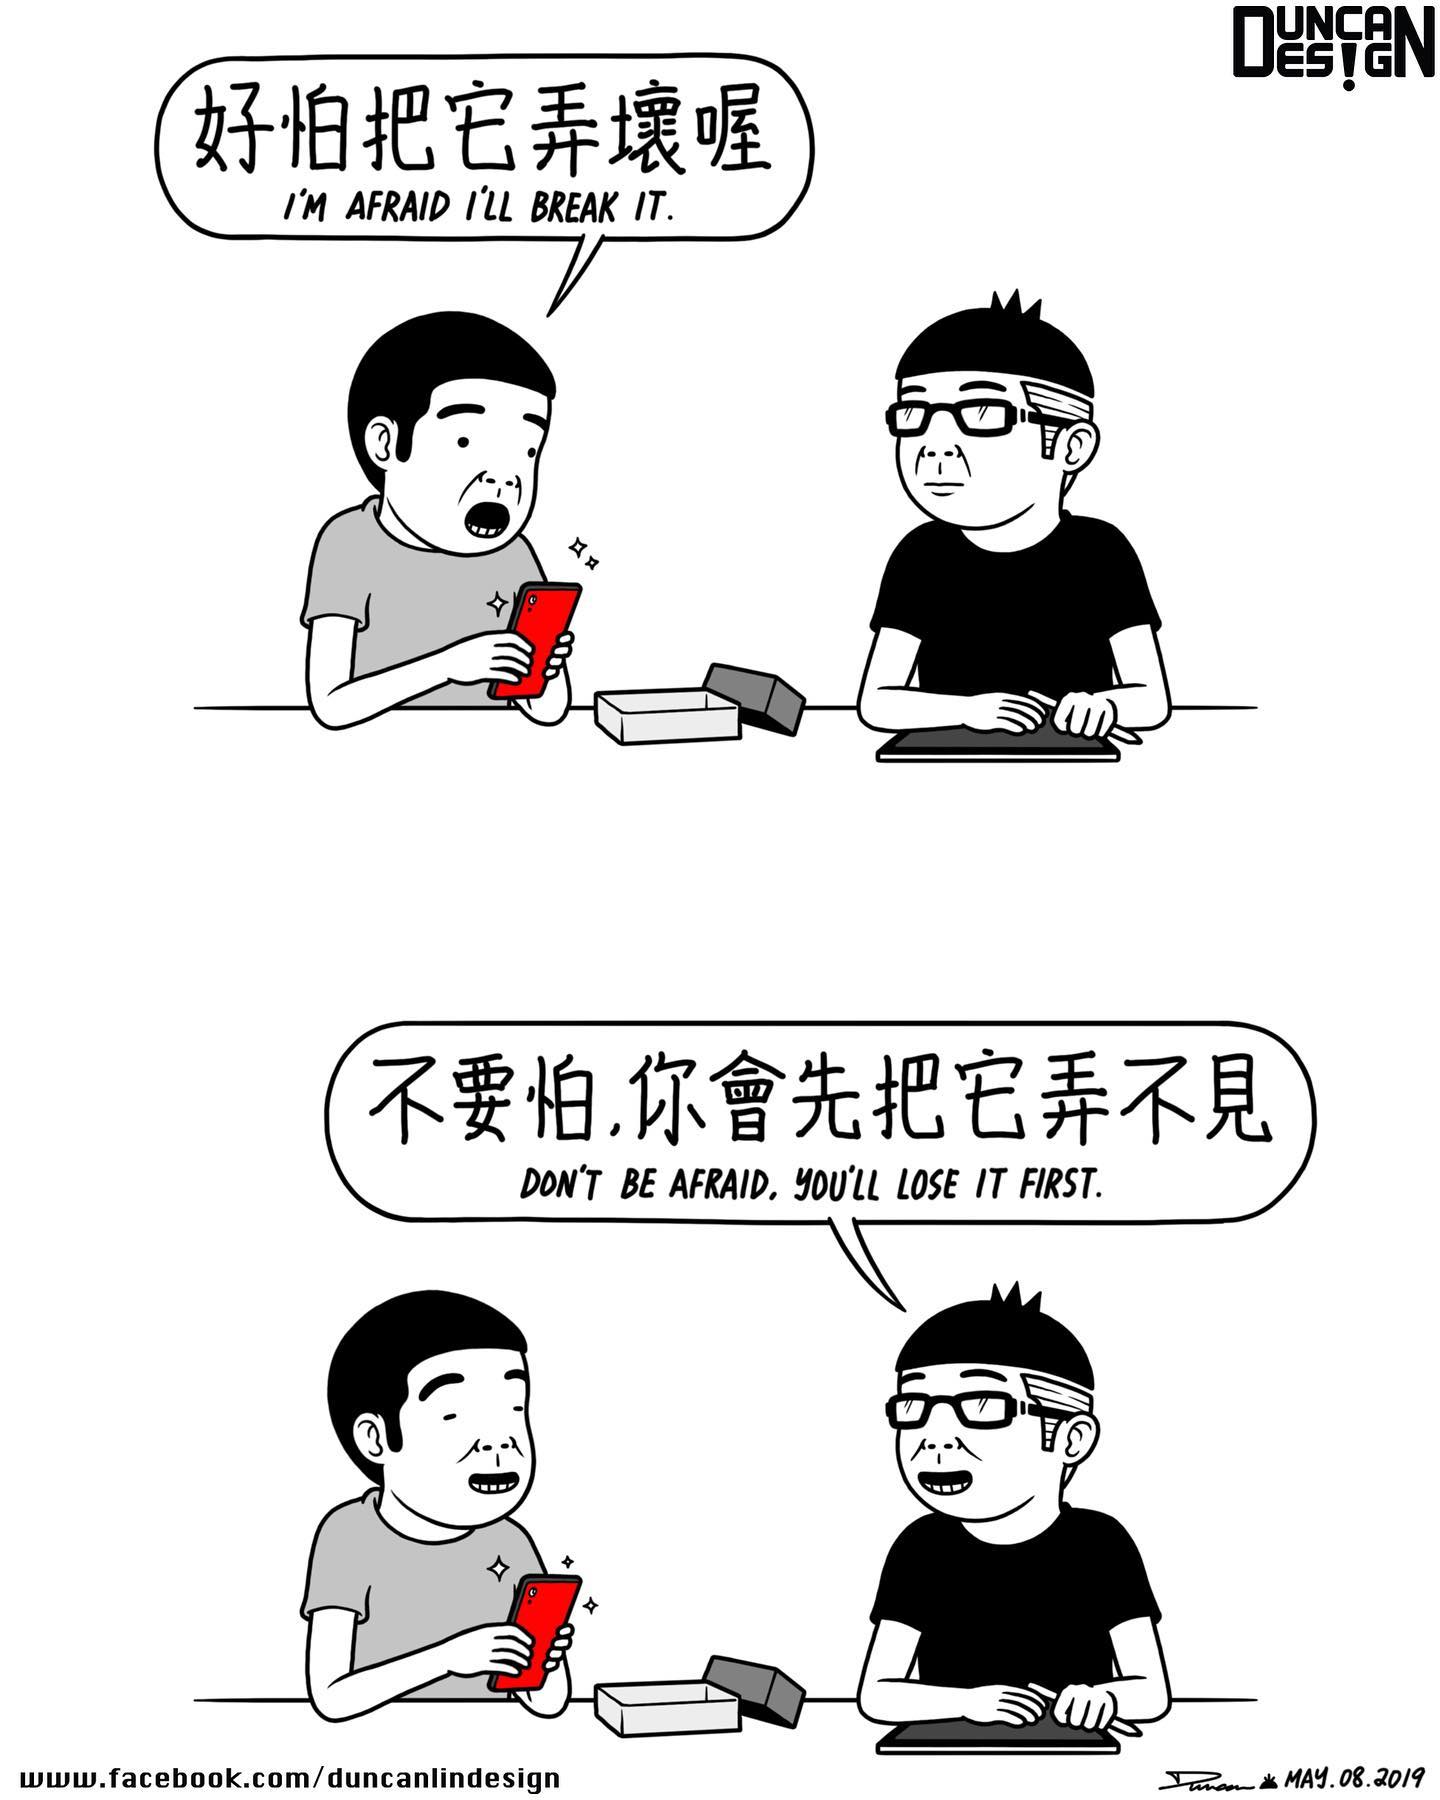 DUNCAN
DES!GN
好怕把它弄壞喔
I'M AFRAID I'LL BREAK IT.
不要怕,你會先把它弄不見
DON'T BE AFRAID, YOU'LL LOSE IT FIRST.
www.facebook.com/duncanlindesign
Duncan MAY.08.2019